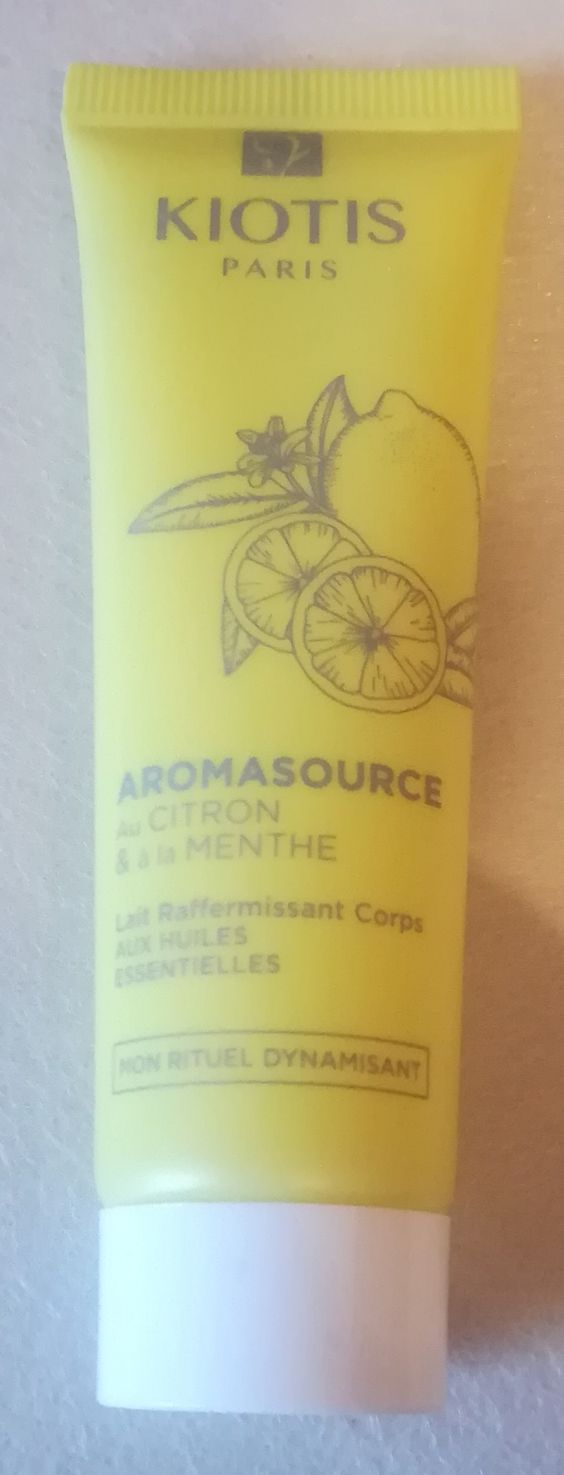 KIOTIS
PARIS
AROMASOURCE
Au CITRON
& à la MENTHE
Lait Raffermissant Corps
AUX HUILES
ESSENTIELLES
MON RITUEL DYNAMISANT